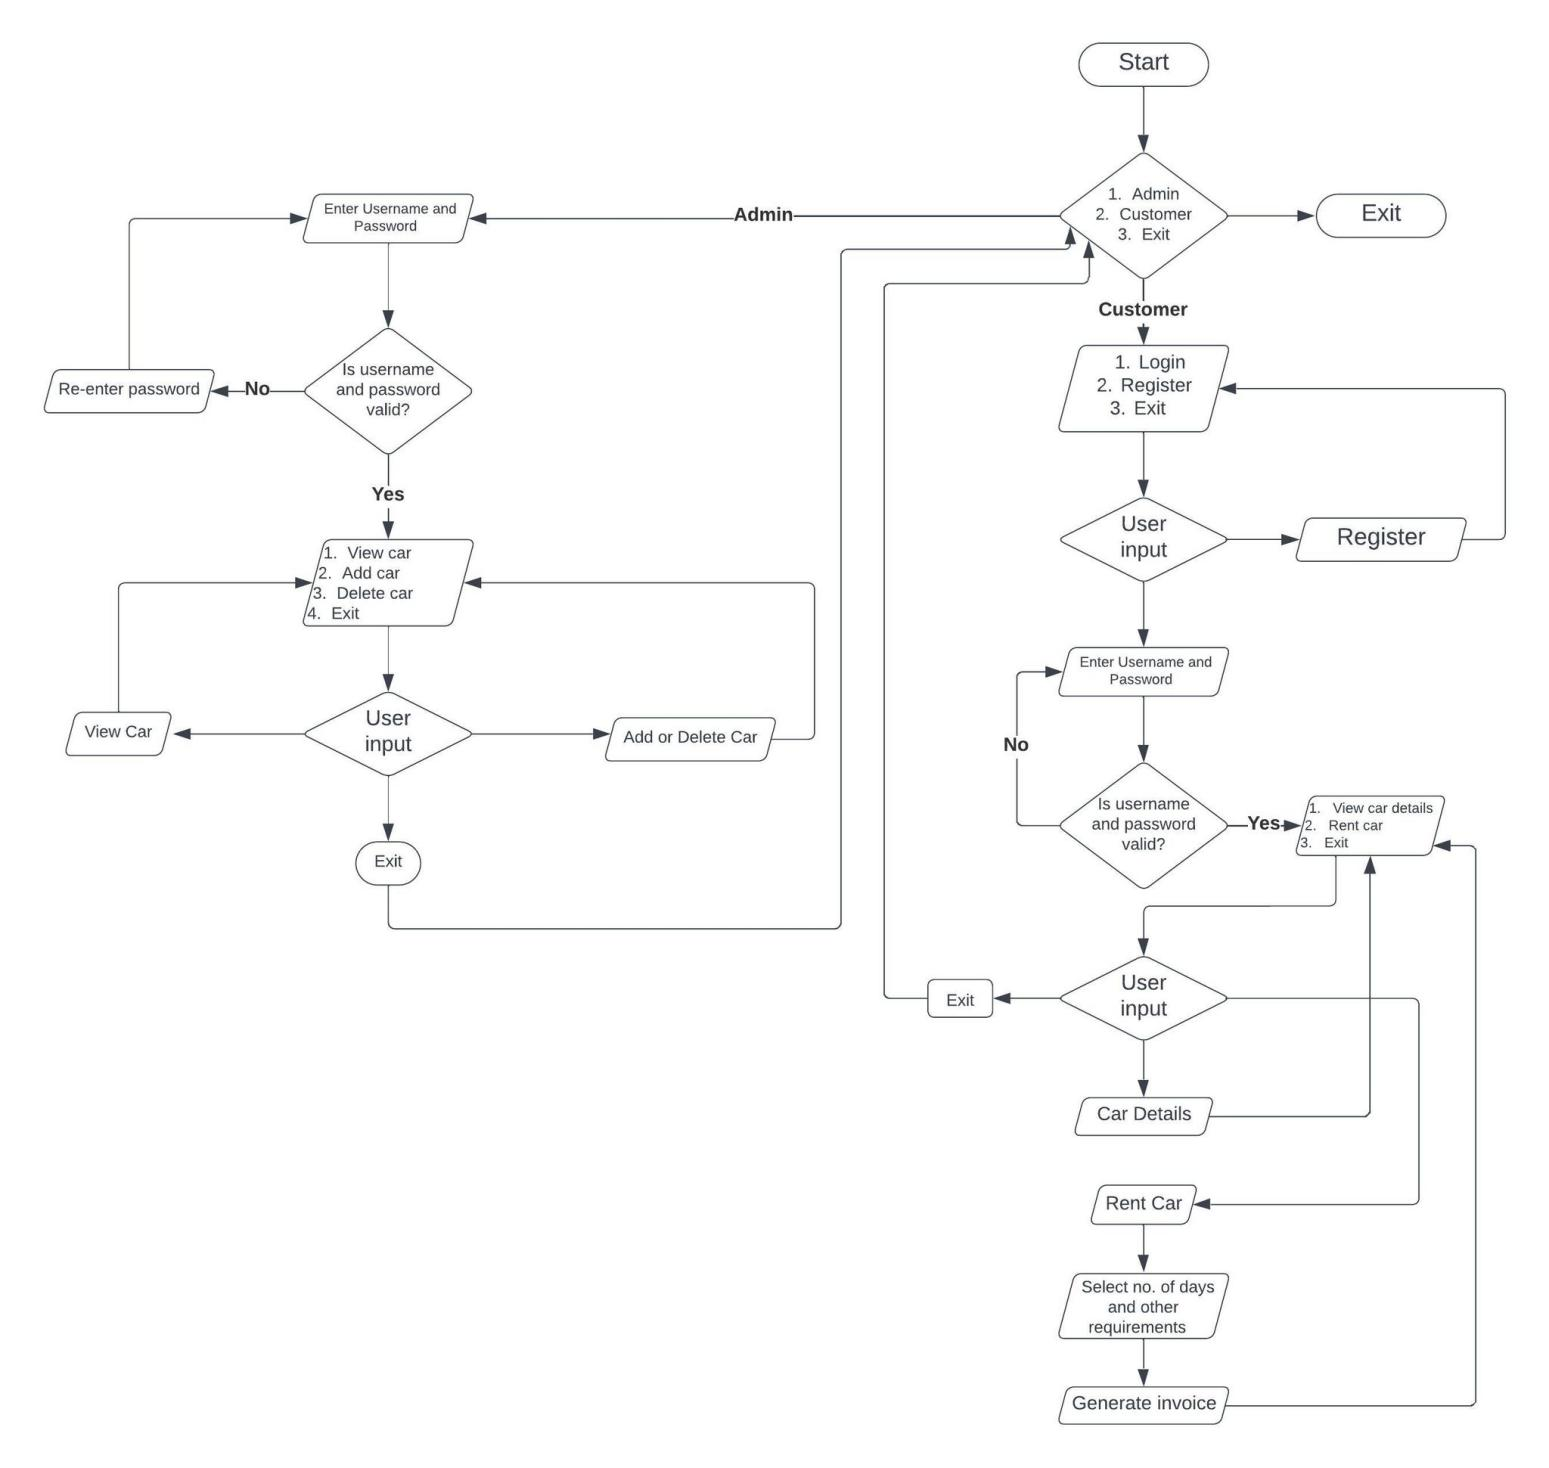 Start
1. Admin
2. Customer
3. Exit
Exit
Admin
Enter Username and
Password
Customer
Is username
and password
valid?
No
Re-enter password
1. Login
2. Register
3. Exit
Yes
User
input
Register
1. View car
2. Add car
3. Delete car
4. Exit
Enter Username and
Password
User
input
View Car
Add or Delete Car
No
Is username
and password
valid?
Yes
1. View car details
2. Rent car
3. Exit
Exit
User
input
Exit
Car Details
Rent Car
Select no. of days
and other
requirements
Generate invoice